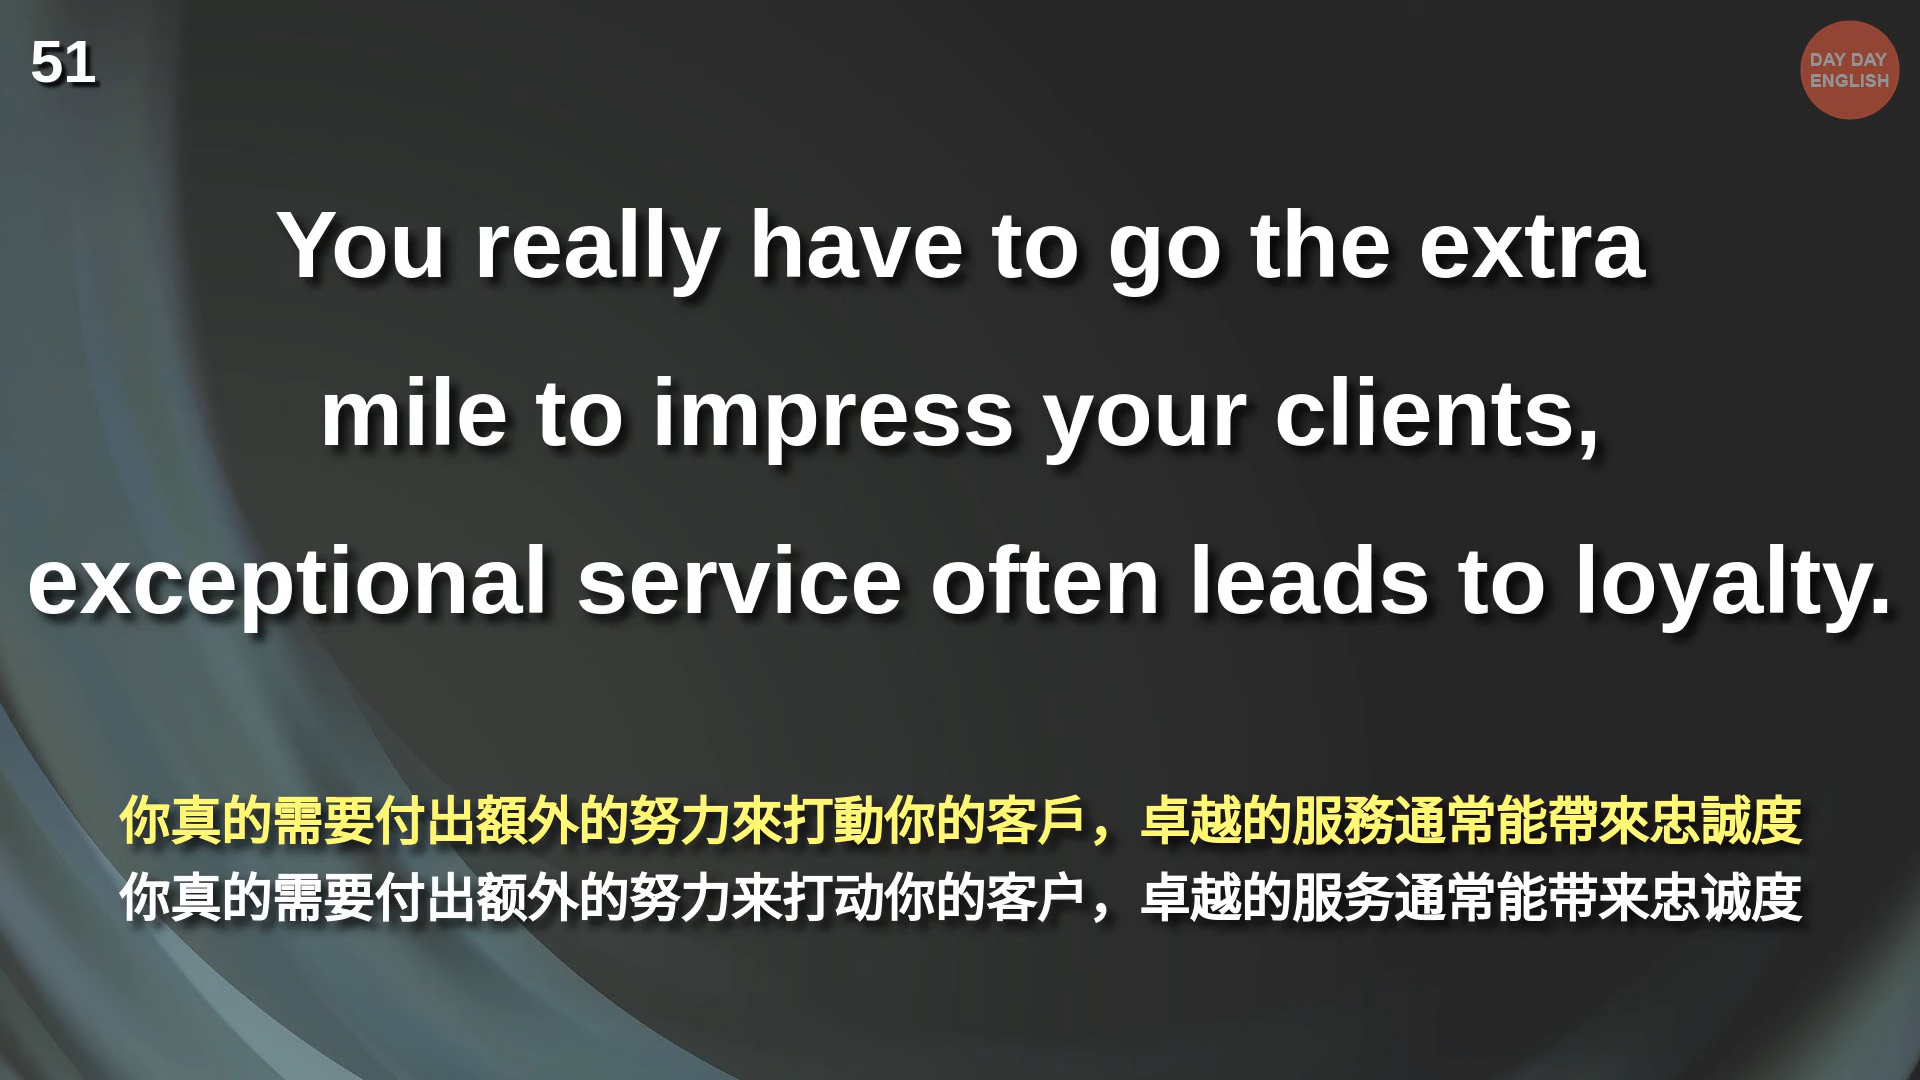 51
DAY DAY
ENGLISH
You really have to go the extra
mile to impress your clients,
exceptional service often leads to loyalty.
你真的需要付出額外的努力來打動你的客戶，卓越的服務通常能帶來忠誠度
你真的需要付出额外的努力来打动你的客户，卓越的服务通常能带来忠诚度